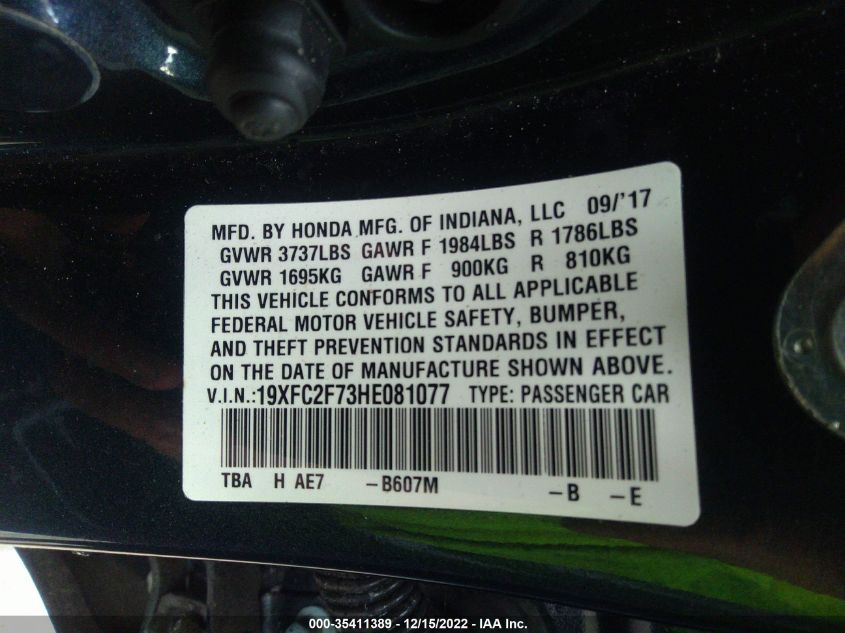 MFD. BY HONDA MFG. OF INDIANA, LLC 09/'17
GVWR 3737LBS GAWR F 1984LBS R 1786LBS
GVWR 1695KG GAWR F 900KG R 810KG
THIS VEHICLE CONFORMS TO ALL APPLICABLE
FEDERAL MOTOR VEHICLE SAFETY, BUMPER,
AND THEFT PREVENTION STANDARDS IN EFFECT
ON THE DATE OF MANUFACTURE SHOWN ABOVE.
V.I.N.:19XFC2F73HE081077 TYPE: PASSENGER CAR
TBA H AE7 -B607M -B -E
000-35411389 - 12/15/2022 - IAA Inc.